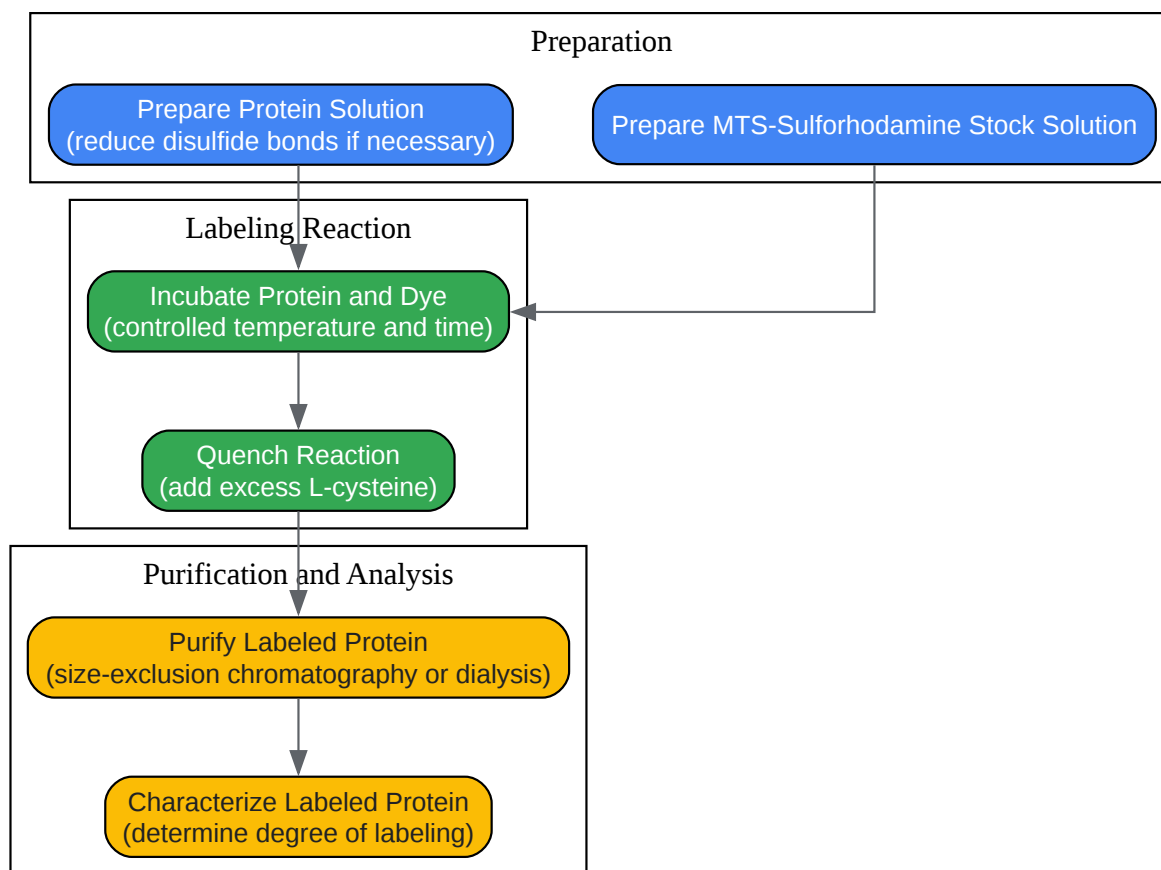 Preparation
Prepare Protein Solution
(reduce disulfide bonds if necessary)
Prepare MTS-Sulforhodamine Stock Solution
Labeling Reaction
Incubate Protein and Dye
(controlled temperature and time)
Quench Reaction
(add excess L-cysteine)
Purification and Analysis
Purify Labeled Protein
(size-exclusion chromatography or dialysis)
Characterize Labeled Protein
(determine degree of labeling)